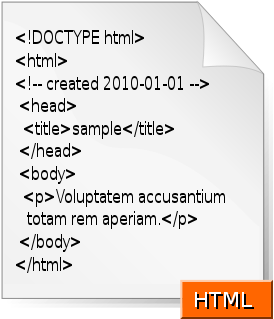 <!DOCTYPE html>
<html>
<!-- created 2010-01-01 -->
<head>
<title>sample</title>
</head>
<body>
<p>Voluptatem accusantium
totam rem aperiam.</p>
</body>
</html>
HTML